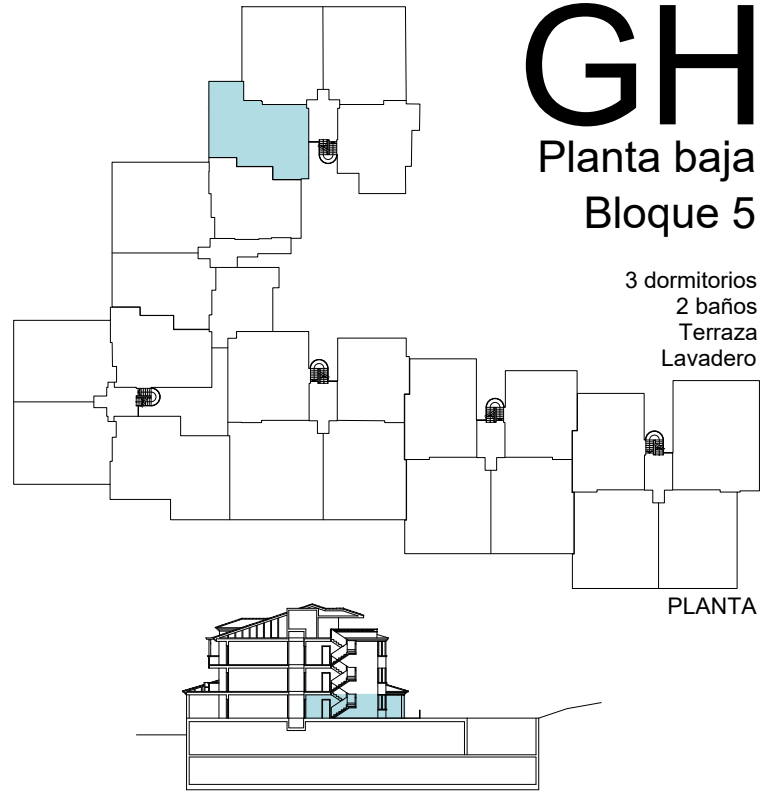 GH
Planta baja
Bloque 5
3 dormitorios
2 baños
Terraza
Lavadero
PLANTA